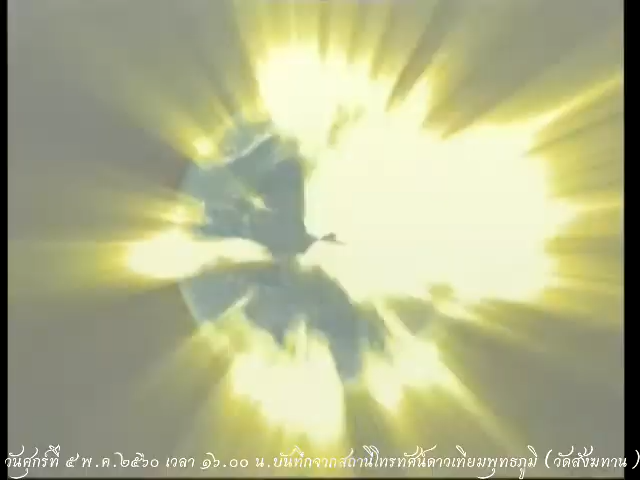 วันศุกร์ที่ ๕ พ.ค.๒๕๖๐ เวลา ๑๖.๐๐ น.บันทึกจากสถานีโทรทัศน์ดาวเทียมพุทธภูมิ (วัดสังฆทาน )